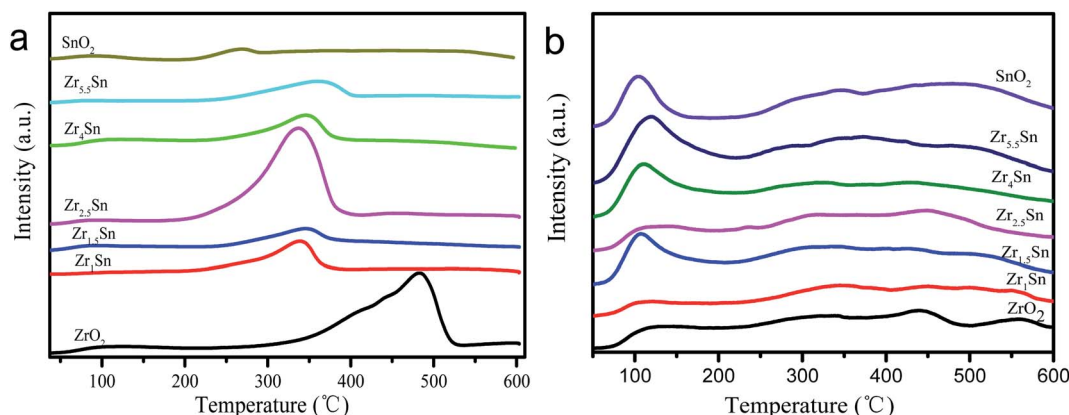 a
SnO₂
Zr₅.₅Sn
Zr₄Sn
Zr₂.₅Sn
Zr₁.₅Sn
Zr₁Sn
ZrO₂
Intensity (a.u.)
100 200 300 400 500 600
Temperature (℃)
b
SnO₂
Zr₅.₅Sn
Zr₄Sn
Zr₂.₅Sn
Zr₁.₅Sn
Zr₁Sn
ZrO₂
Intensity (a.u.)
100 200 300 400 500 600
Temperature (℃)